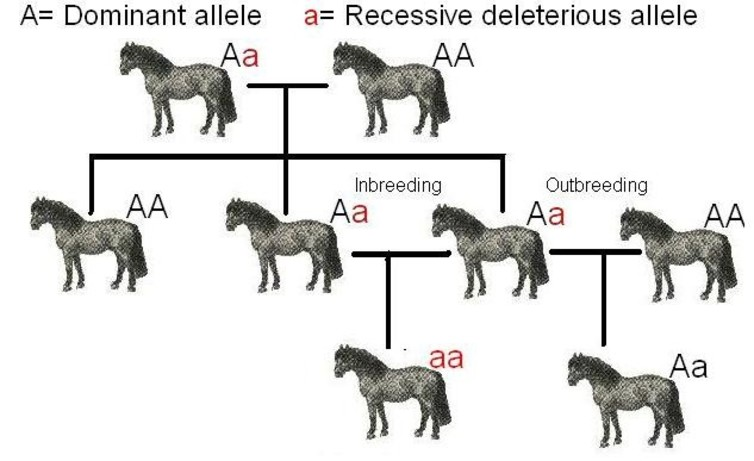 A= Dominant allele a= Recessive deleterious allele
Aa AA
Inbreeding Outbreeding
AA Aa Aa AA
aa Aa